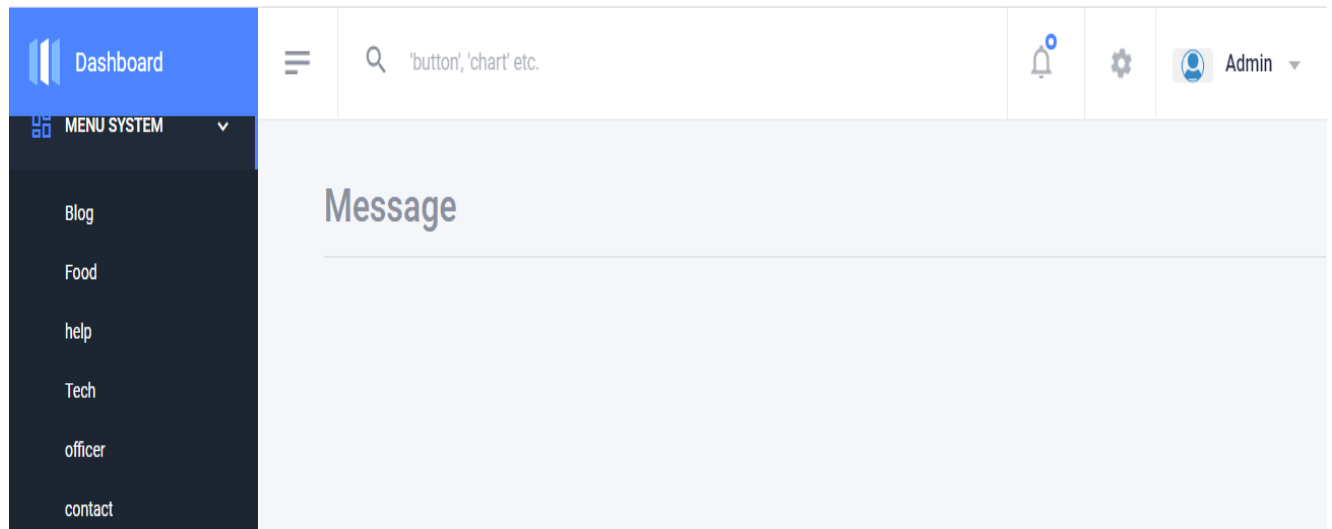 Dashboard
'button', 'chart' etc.
Admin
MENU SYSTEM
Blog
Food
help
Tech
officer
contact
Message